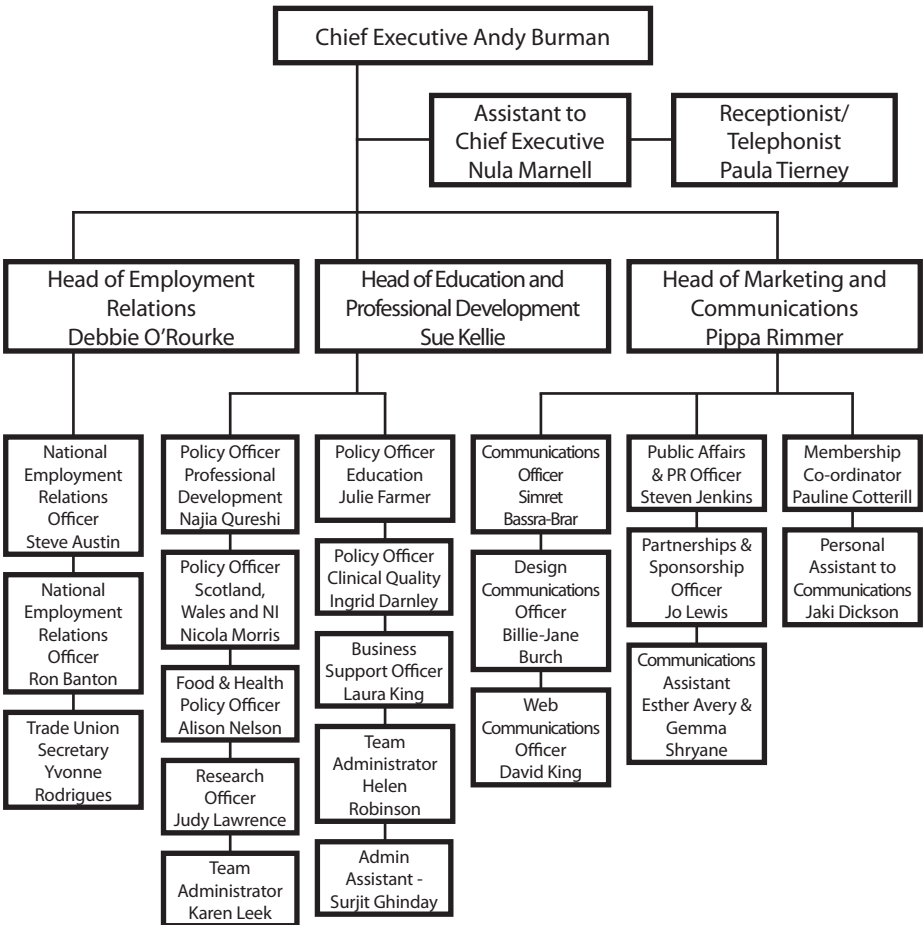 Chief Executive Andy Burman
Assistant to
Chief Executive
Nula Marnell
Receptionist/
Telephonist
Paula Tierney
Head of Employment
Relations
Debbie O'Rourke
Head of Education and
Professional Development
Sue Kellie
Head of Marketing and
Communications
Pippa Rimmer
National
Employment
Relations
Officer
Steve Austin
National
Employment
Relations
Officer
Ron Banton
Trade Union
Secretary
Yvonne
Rodrigues
Policy Officer
Professional
Development
Najia Qureshi
Policy Officer
Scotland,
Wales and NI
Nicola Morris
Food & Health
Policy Officer
Alison Nelson
Research
Officer
Judy Lawrence
Team
Administrator
Karen Leek
Policy Officer
Education
Julie Farmer
Policy Officer
Clinical Quality
Ingrid Darnley
Business
Support Officer
Laura King
Team
Administrator
Helen
Robinson
Admin
Assistant -
Surjit Ghinday
Communications
Officer
Simret
Bassra-Brar
Design
Communications
Officer
Billie-Jane
Burch
Web
Communications
Officer
David King
Public Affairs
& PR Officer
Steven Jenkins
Partnerships &
Sponsorship
Officer
Jo Lewis
Communications
Assistant
Esther Avery &
Gemma
Shryane
Membership
Co-ordinator
Pauline Cotterill
Personal
Assistant to
Communications
Jaki Dickson